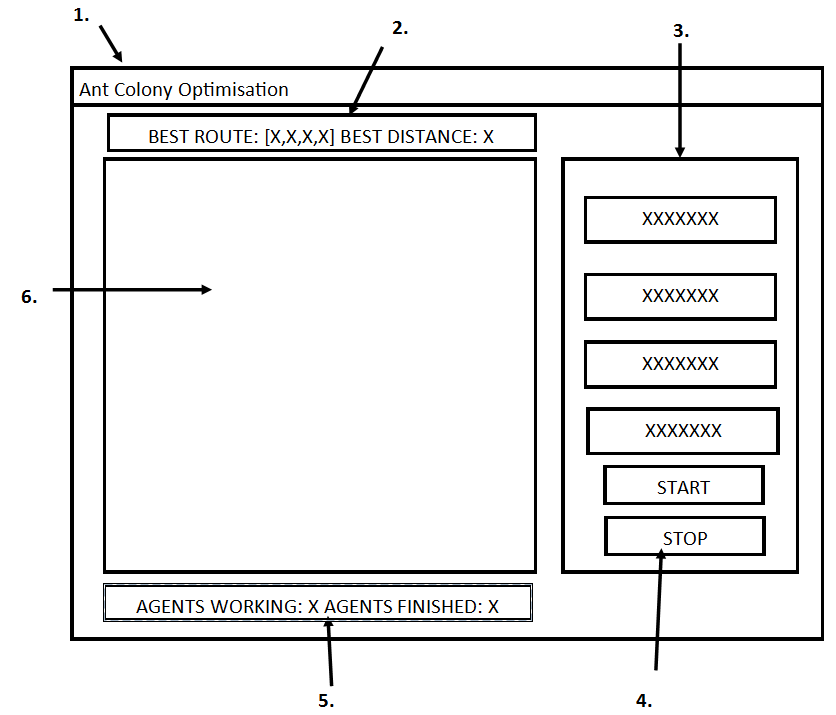 1.
2.
3.
Ant Colony Optimisation
BEST ROUTE: [X,X,X,X] BEST DISTANCE: X
XXXXXXX
6.
XXXXXXX
XXXXXXX
XXXXXXX
START
STOP
AGENTS WORKING: X AGENTS FINISHED: X
5.
4.